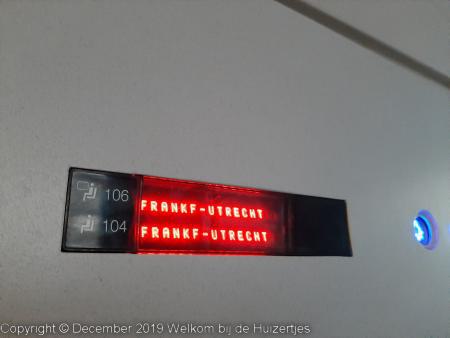 106 FRANKF-UTRECHT
104 FRANKF-UTRECHT
Copyright © December 2019 Welkom bij de Huizertjes